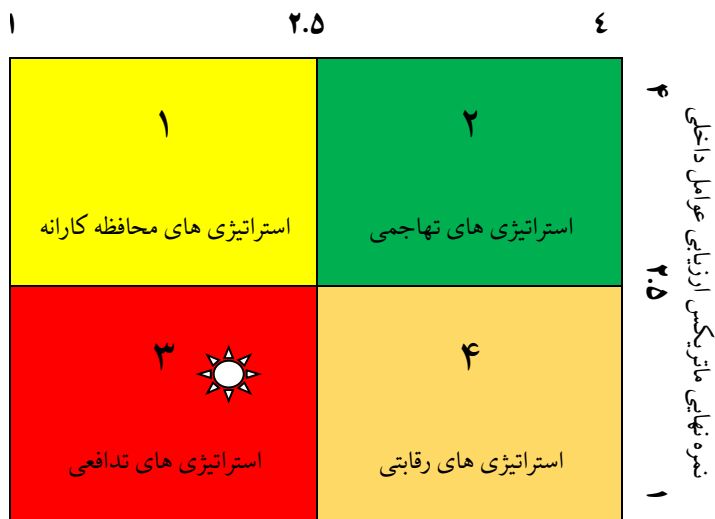 ۱ ۲.۵ ٤
۱
استراتیژی های محافظه کارانه
۲
استراتیژی های تهاجمی
۳
استراتیژی های تدافعی
۴
استراتیژی های رقابتی
۴
۲.۵
۱
نمره نهایی ماتریکس ارزیابی عوامل داخلی